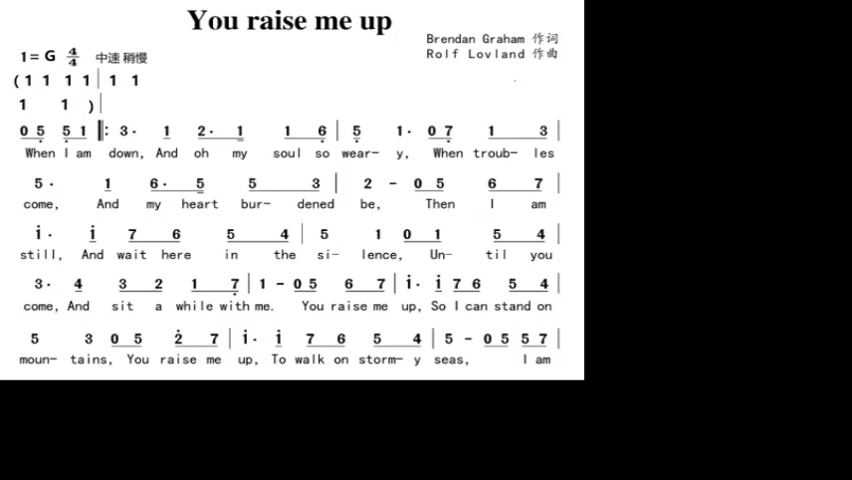 You raise me up
Brendan Graham 作词
1= G 4/4 中速 稍慢 Rolf Lovland 作曲
( 1 1 1 1 | 1 1
1 1 ) |
0 5 5 1 ‖: 3· 1 2· 1 1 6 | 5 1· 0 7 1 3 |
When I am down, And oh my soul so wear- y, When troub- les
5· 1 6· 5 5 3 | 2 - 0 5 6 7 |
come, And my heart bur- dened be, Then I am
i· i 7 6 5 4 | 5 1 0 1 5 4 |
still, And wait here in the si- lence, Un- til you
3· 4 3 2 1 7 | 1 - 0 5 6 7 | i· i 7 6 5 4 |
come, And sit a while with me. You raise me up, So I can stand on
5 3 0 5 2̇ 7 | i· i 7 6 5 4 | 5 - 0 5 5 7 |
moun- tains, You raise me up, To walk on storm- y seas, I am